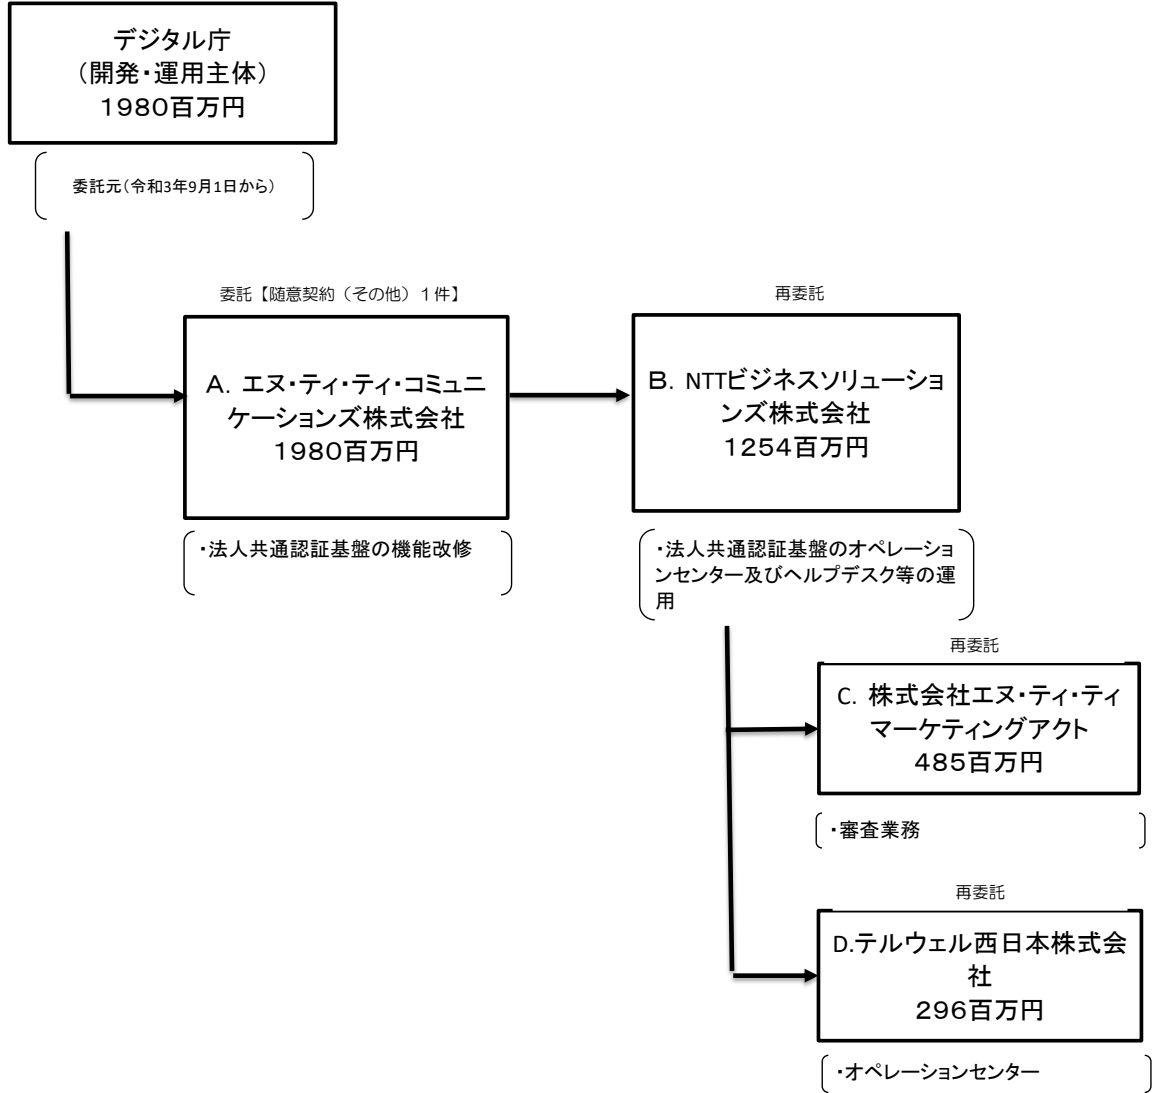 デジタル庁
（開発・運用主体）
１９８０百万円
委託元（令和3年9月1日から）
委託【随意契約（その他）１件】
A．エヌ・ティ・ティ・コミュニ
ケーションズ株式会社
１９８０百万円
・法人共通認証基盤の機能改修
再委託
B．NTTビジネスソリューショ
ンズ株式会社
１２５４百万円
・法人共通認証基盤のオペレーショ
ンセンター及びヘルプデスク等の運
用
再委託
C．株式会社エヌ・ティ・ティ
マーケティングアクト
４８５百万円
・審査業務
再委託
D.テルウェル西日本株式会
社
２９６百万円
・オペレーションセンター